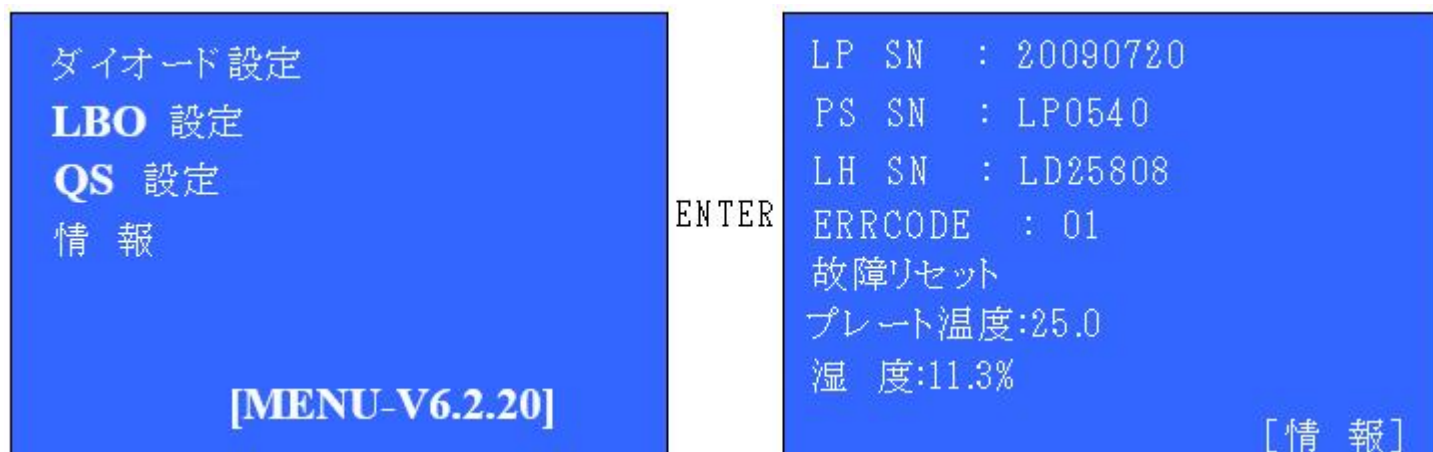 ダイオード設定
LBO 設定
QS 設定
情 報
[MENU-V6.2.20]
ENTER
LP SN : 20090720
PS SN : LP0540
LH SN : LD25808
ERRCODE : 01
故障リセット
プレート温度:25.0
湿 度:11.3%
[情 報]